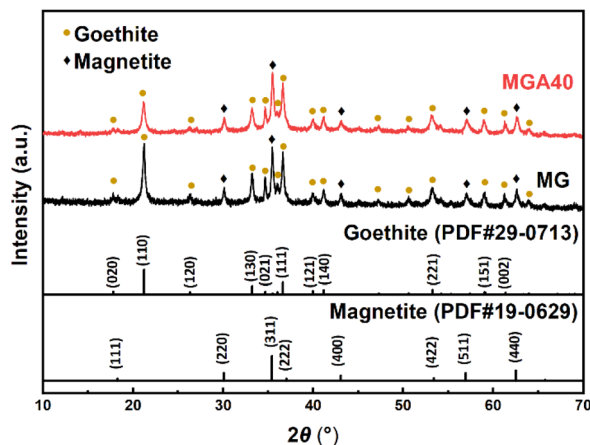 Goethite
Magnetite
MGA40
MG
Intensity (a.u.)
Goethite (PDF#29-0713)
(020)
(110)
(120)
(130)
(021)
(111)
(121)
(140)
(221)
(151)
(002)
Magnetite (PDF#19-0629)
(111)
(220)
(311)
(222)
(400)
(422)
(511)
(440)
10 20 30 40 50 60 70
2θ (°)